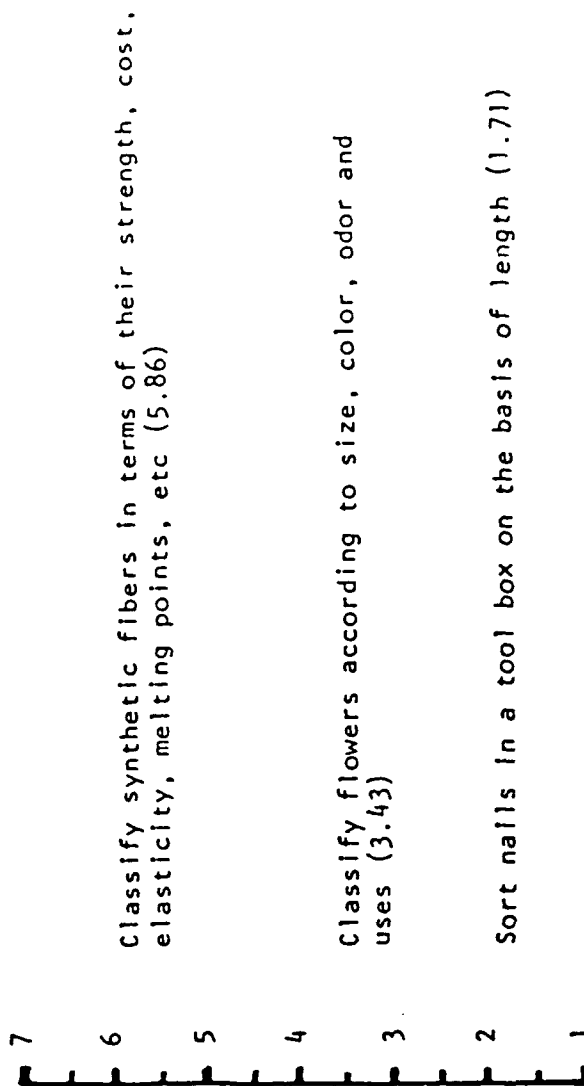 7
6
Classify synthetic fibers in terms of their strength, cost,
elasticity, melting points, etc (5.86)
5
4
Classify flowers according to size, color, odor and
uses (3.43)
3
2
Sort nails in a tool box on the basis of length (1.71)
1